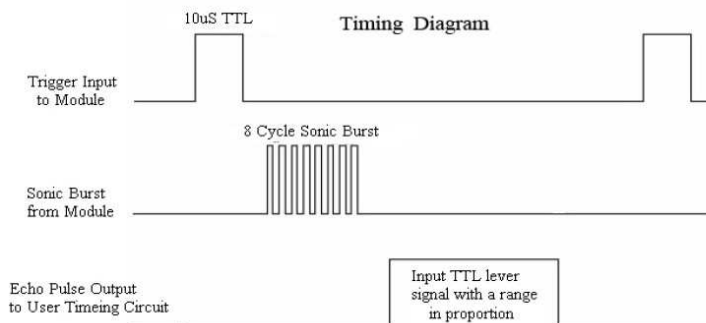 10uS TTL
Timing Diagram
Trigger Input
to Module
8 Cycle Sonic Burst
Sonic Burst
from Module
Echo Pulse Output
to User Timeing Circuit
Input TTL lever
signal with a range
in proportion